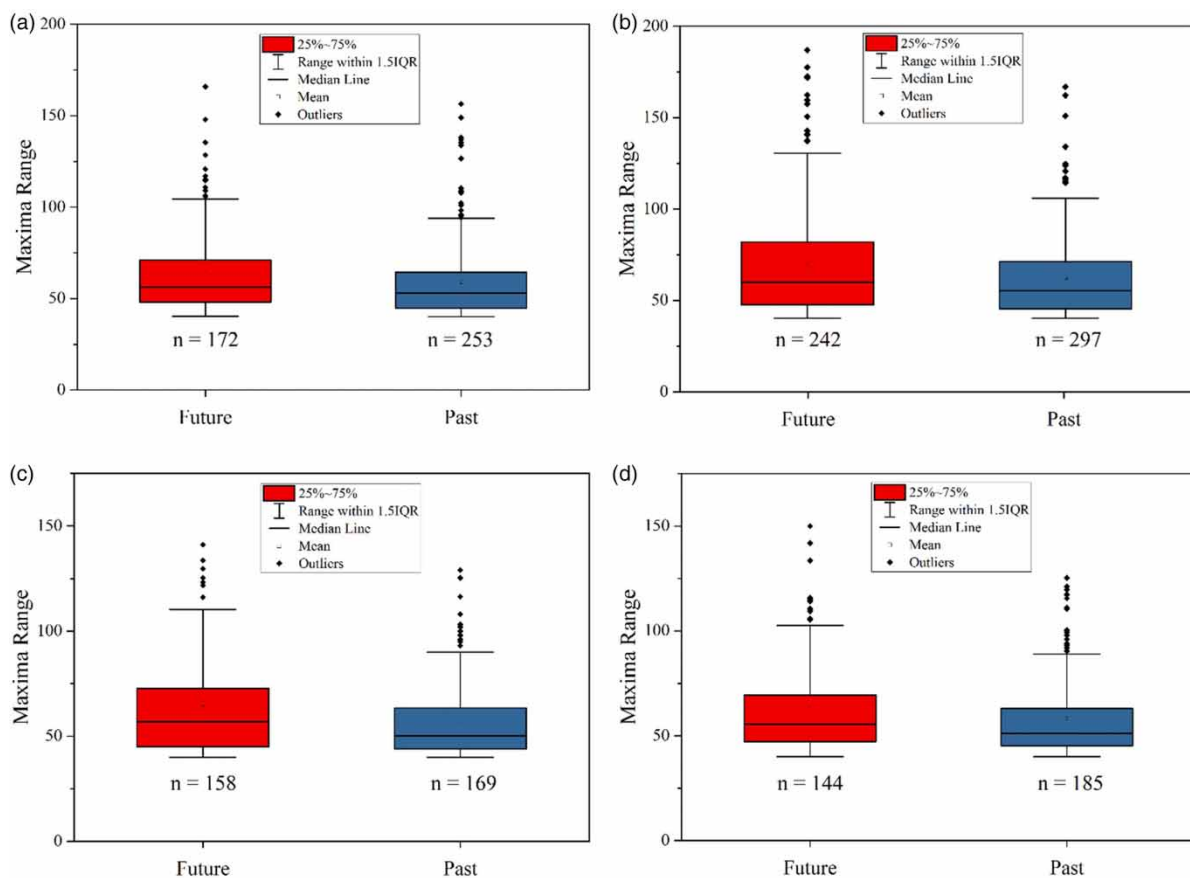 (a)
200
150
100
50
0
Maxima Range
25%~75%
Range within 1.5IQR
Median Line
Mean
Outliers
n = 172
n = 253
Future
Past
(b)
200
150
100
50
0
Maxima Range
25%~75%
Range within 1.5IQR
Median Line
Mean
Outliers
n = 242
n = 297
Future
Past
(c)
150
100
50
0
Maxima Range
25%~75%
Range within 1.5IQR
Median Line
Mean
Outliers
n = 158
n = 169
Future
Past
(d)
150
100
50
0
Maxima Range
25%~75%
Range within 1.5IQR
Median Line
Mean
Outliers
n = 144
n = 185
Future
Past